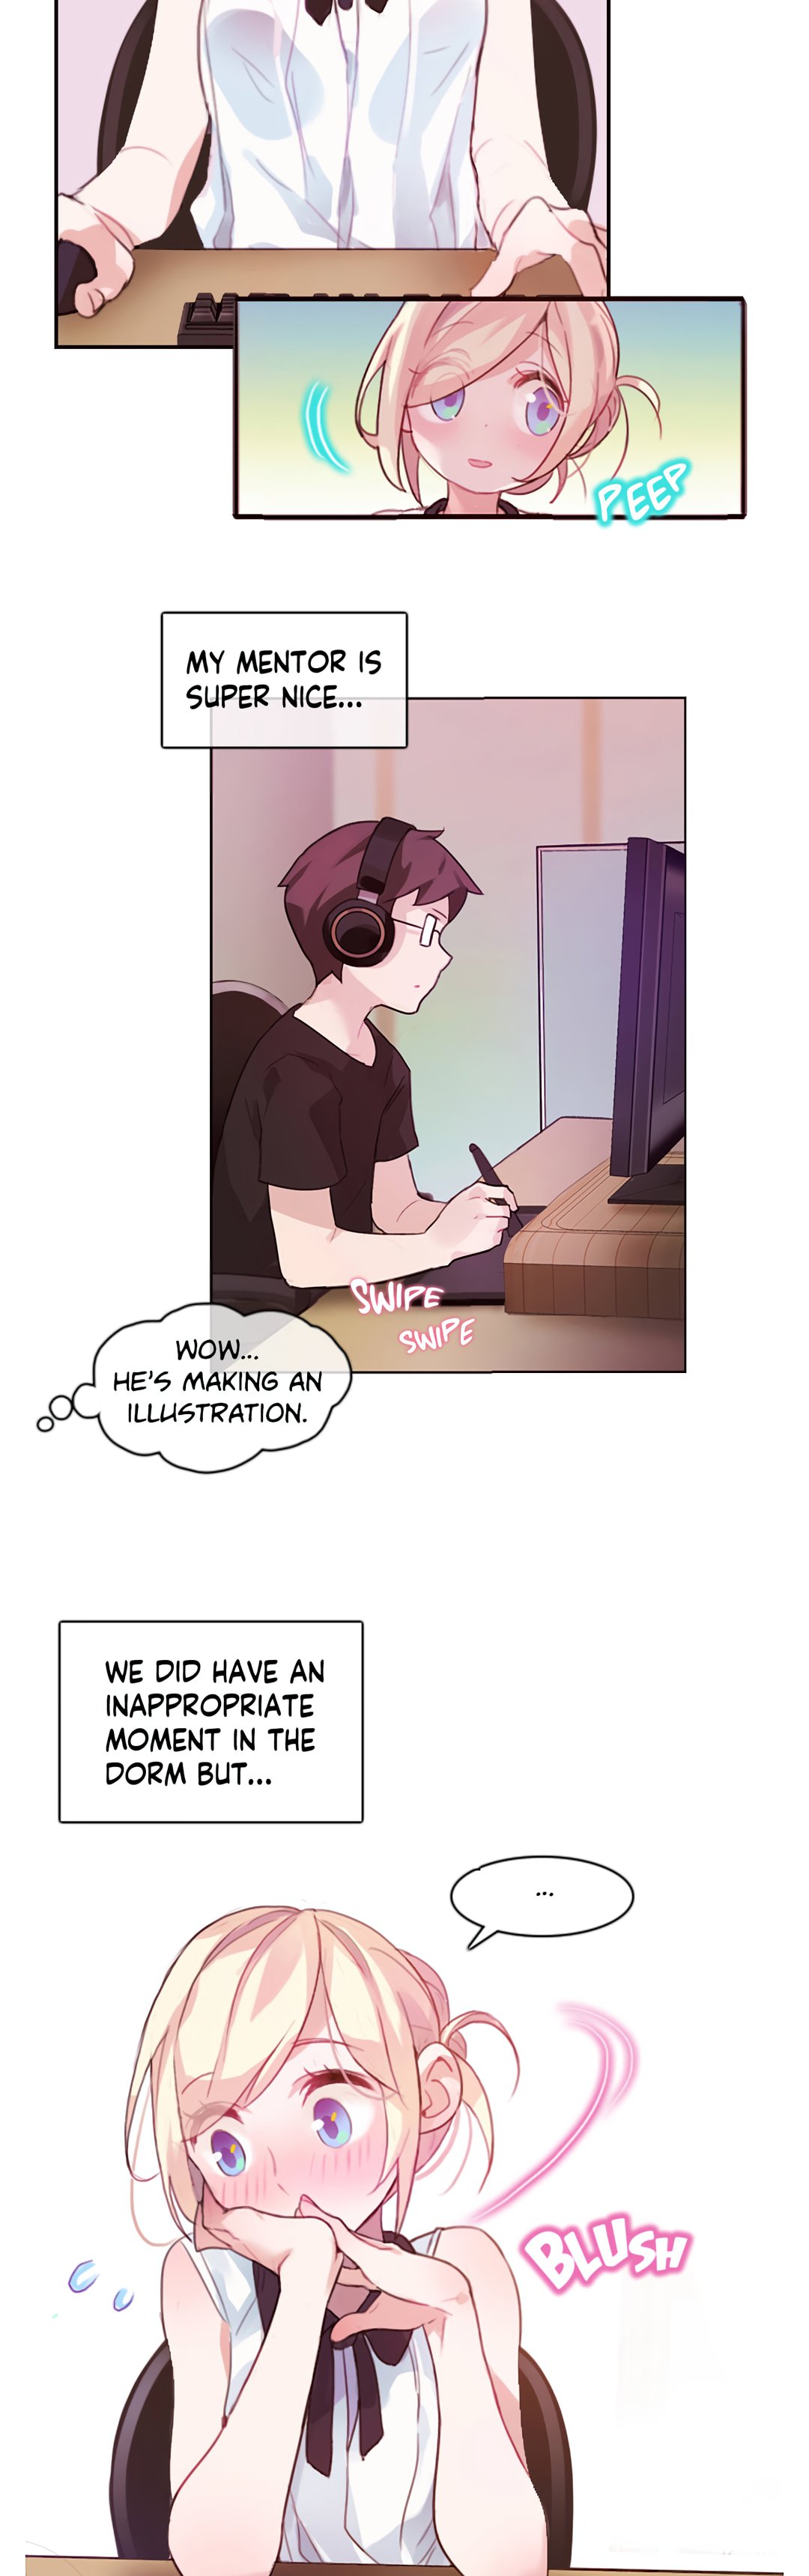 PEEP
MY MENTOR IS
SUPER NICE...
SWIPE
SWIPE
WOW...
HE'S MAKING AN
ILLUSTRATION.
WE DID HAVE AN
INAPPROPRIATE
MOMENT IN THE
DORM BUT...
...
BLUSH